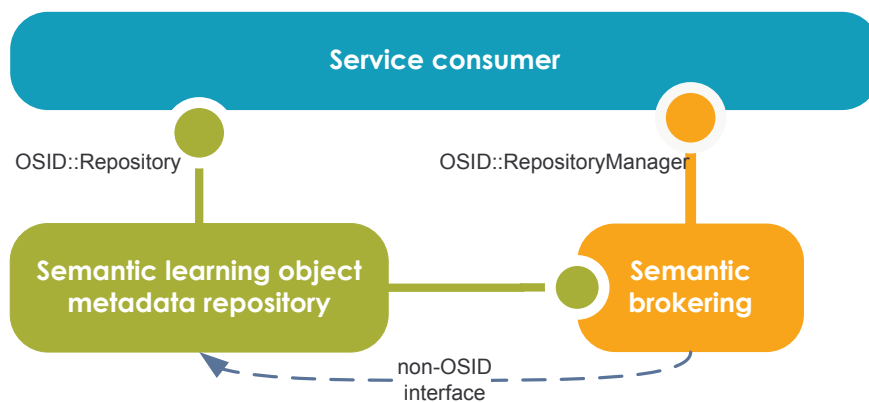 Service consumer
OSID::Repository
OSID::RepositoryManager
Semantic learning object
metadata repository
Semantic
brokering
non-OSID
interface